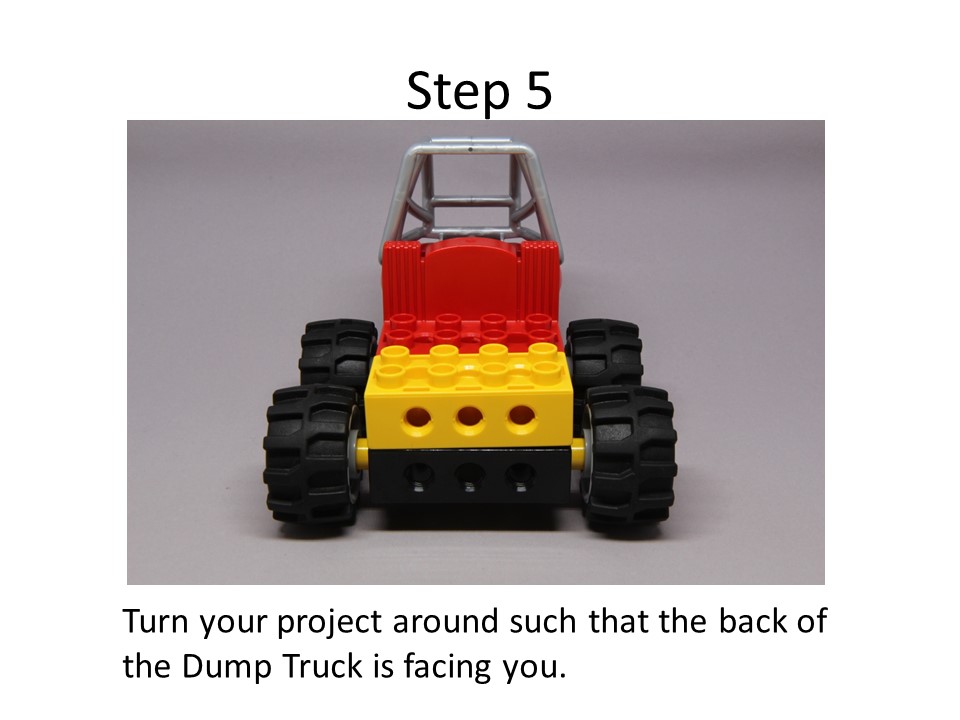 Step 5
Turn your project around such that the back of
the Dump Truck is facing you.